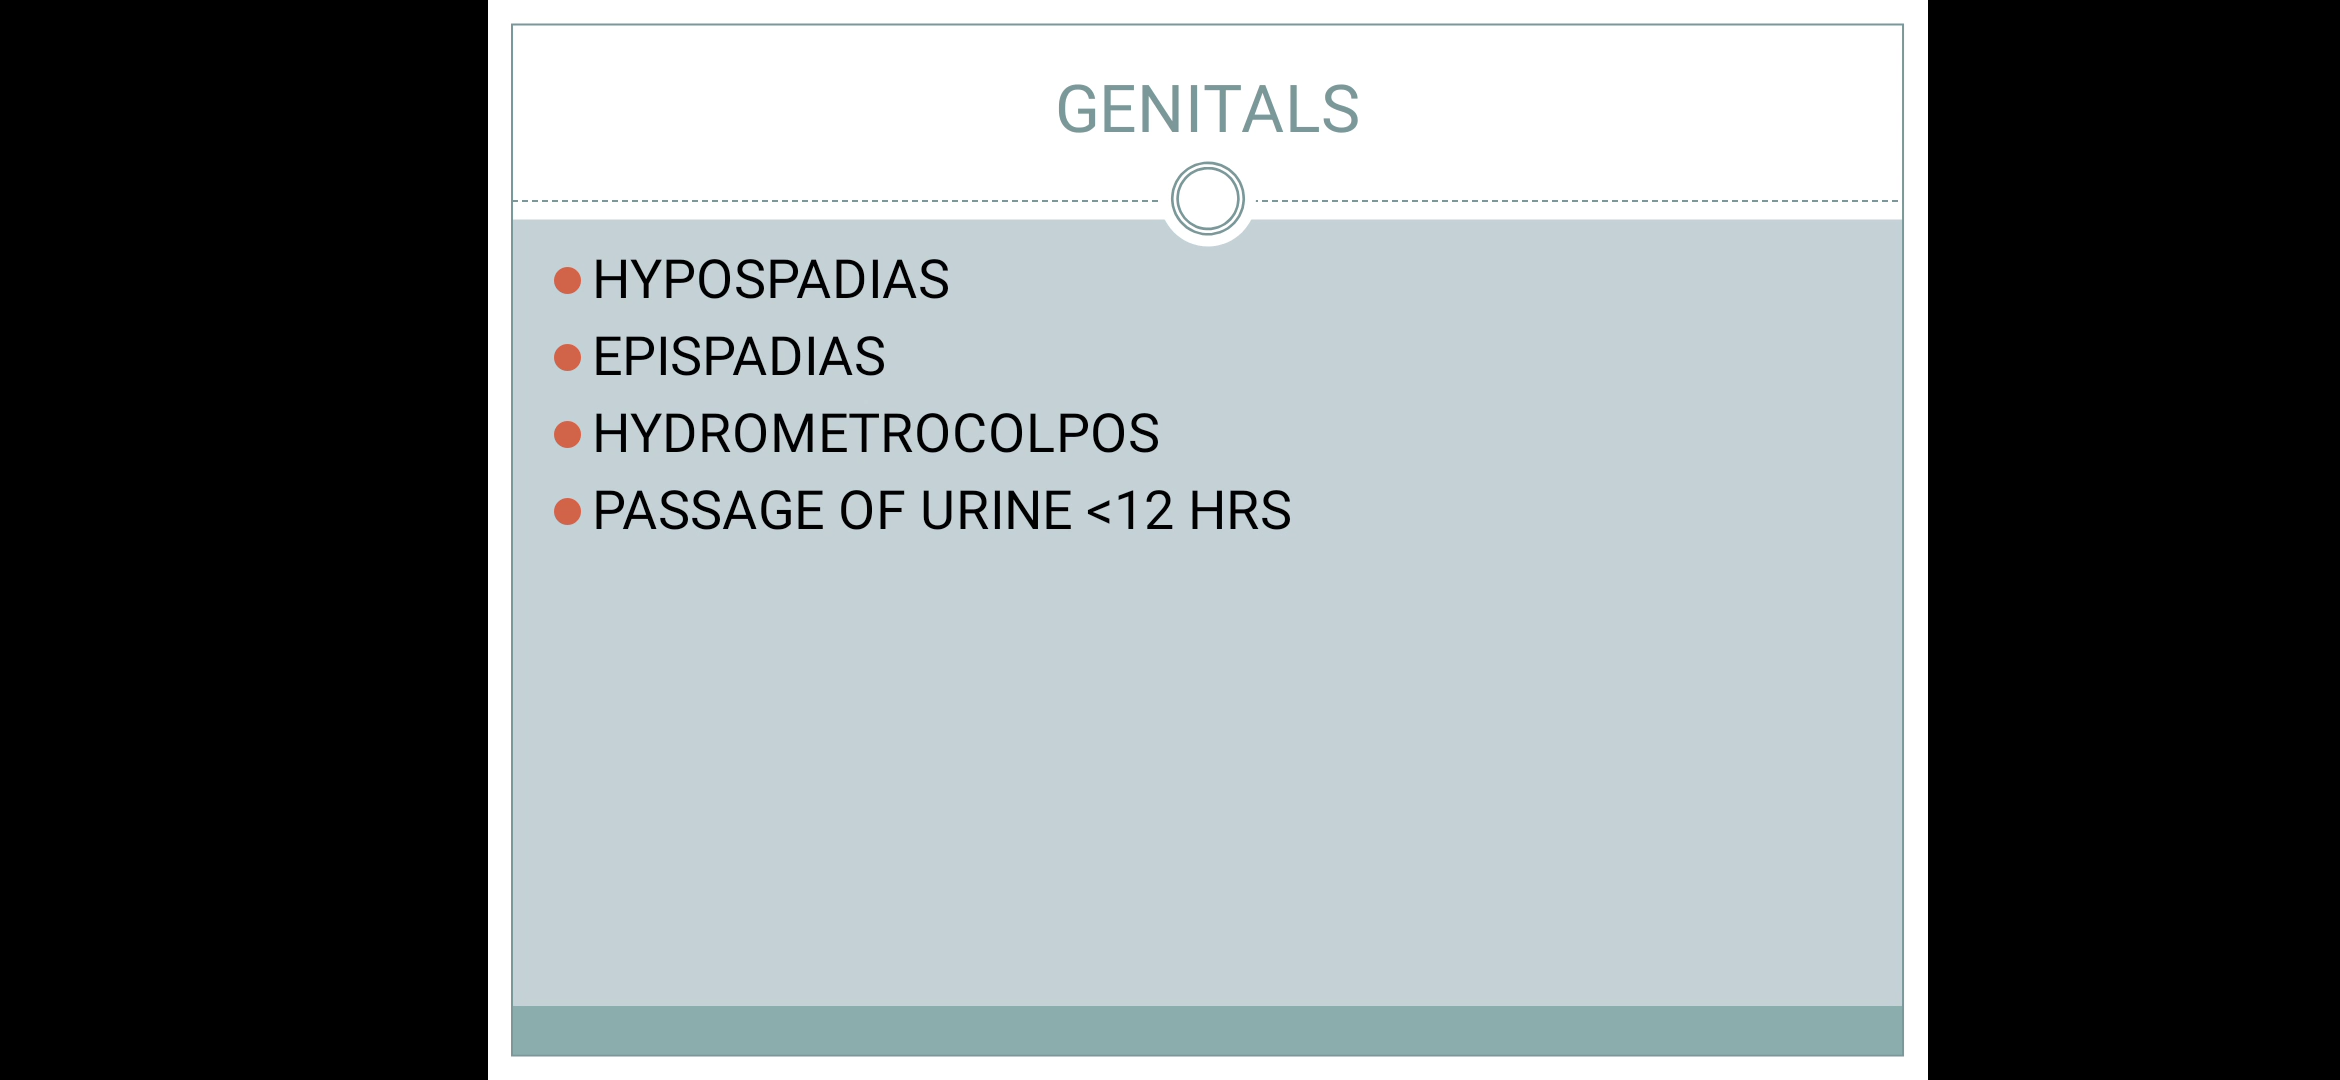 GENITALS
HYPOSPADIAS
EPISPADIAS
HYDROMETROCOLPOS
PASSAGE OF URINE <12 HRS